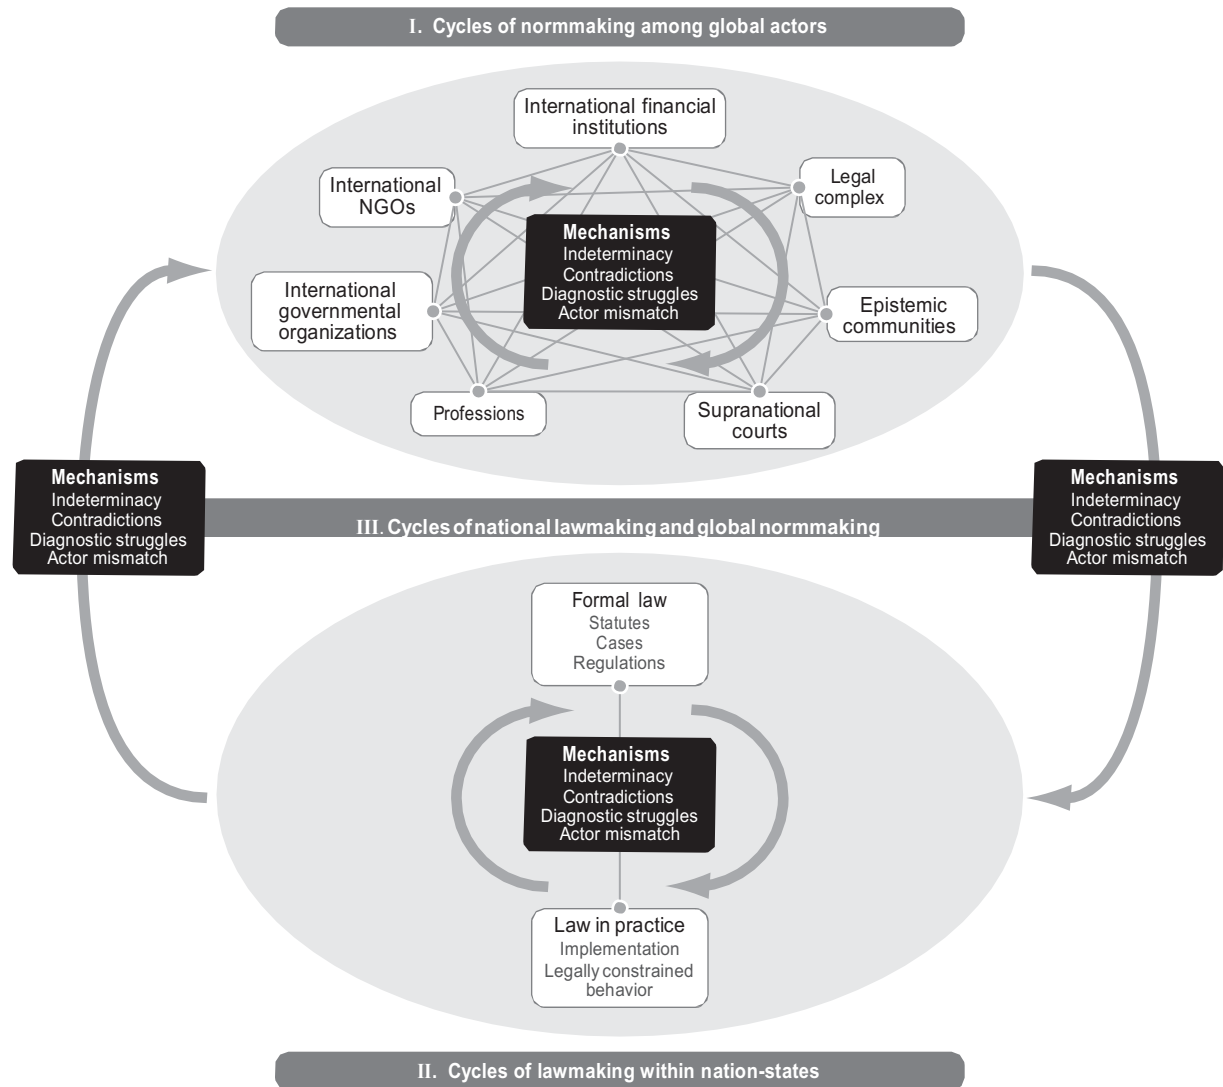 I. Cycles of normmaking among global actors
International financial
institutions
International
NGOs
Legal
complex
Mechanisms
Indeterminacy
Contradictions
Diagnostic struggles
Actor mismatch
International
governmental
organizations
Epistemic
communities
Professions
Supranational
courts
Mechanisms
Indeterminacy
Contradictions
Diagnostic struggles
Actor mismatch
III. Cycles of national lawmaking and global normmaking
Mechanisms
Indeterminacy
Contradictions
Diagnostic struggles
Actor mismatch
Formal law
Statutes
Cases
Regulations
Mechanisms
Indeterminacy
Contradictions
Diagnostic struggles
Actor mismatch
Law in practice
Implementation
Legally constrained
behavior
II. Cycles of lawmaking within nation-states